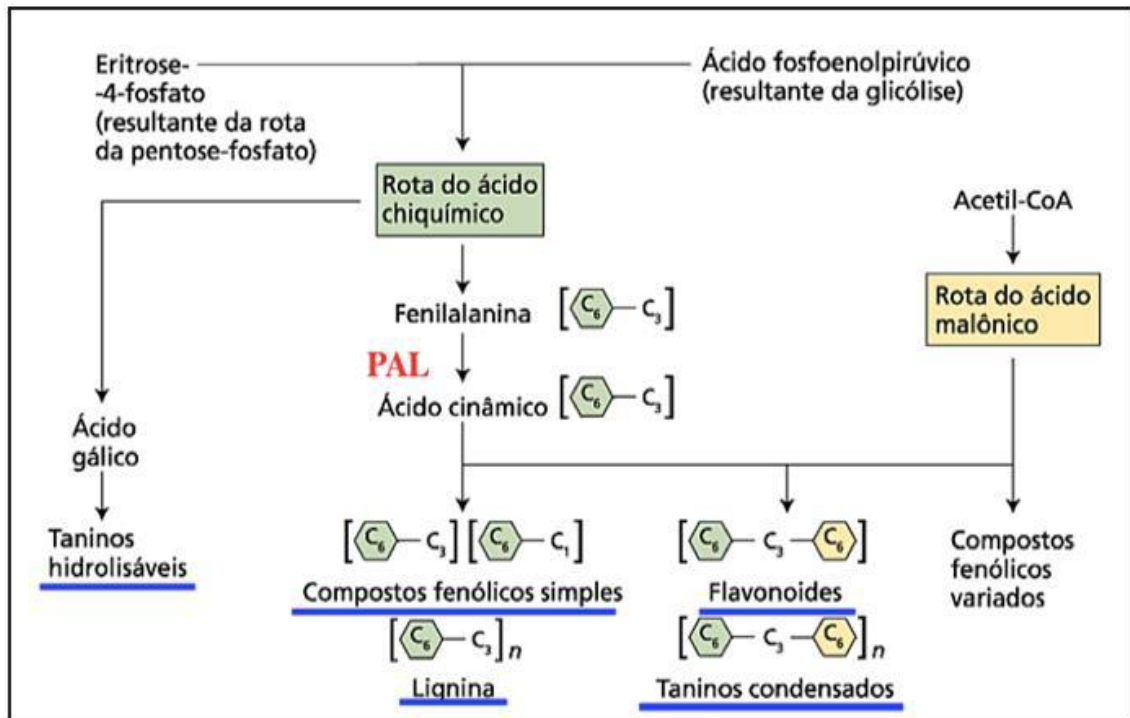 Eritrose-
-4-fosfato
(resultante da rota
da pentose-fosfato)
Ácido fosfoenolpirúvico
(resultante da glicólise)
Rota do ácido
chiquímico
Acetil-CoA
Rota do ácido
malônico
Fenilalanina
C₆ C₃
PAL
Ácido cinâmico
C₆ C₃
Ácido
gálico
Taninos
hidrolisáveis
C₆ C₃ C₆ C₁
Compostos fenólicos simples
C₆ C₃ n
Lignina
C₆ C₃ C₆
Flavonoides
C₆ C₃ C₆ n
Taninos condensados
Compostos
fenólicos
variados